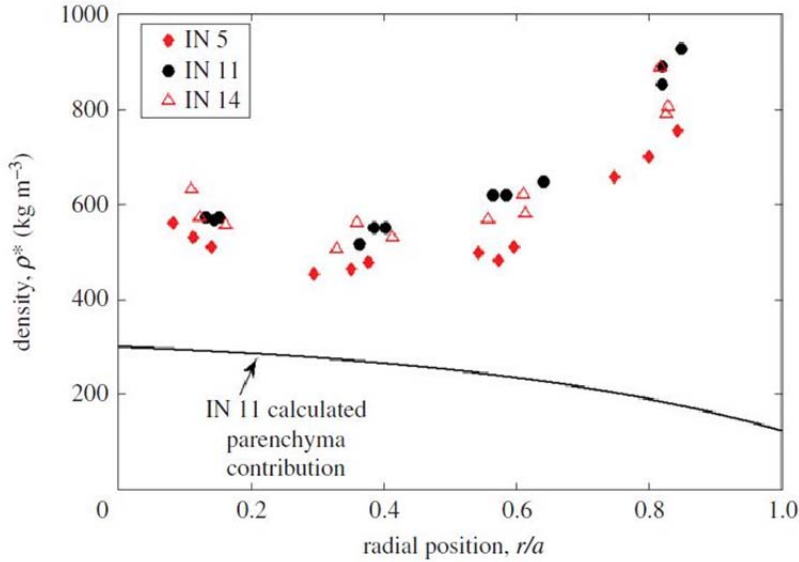 1000
IN 5
IN 11
IN 14
800
600
400
200
density, ρ* (kg m⁻³)
IN 11 calculated
parenchyma
contribution
0
0.2
0.4
0.6
0.8
1.0
radial position, r/a